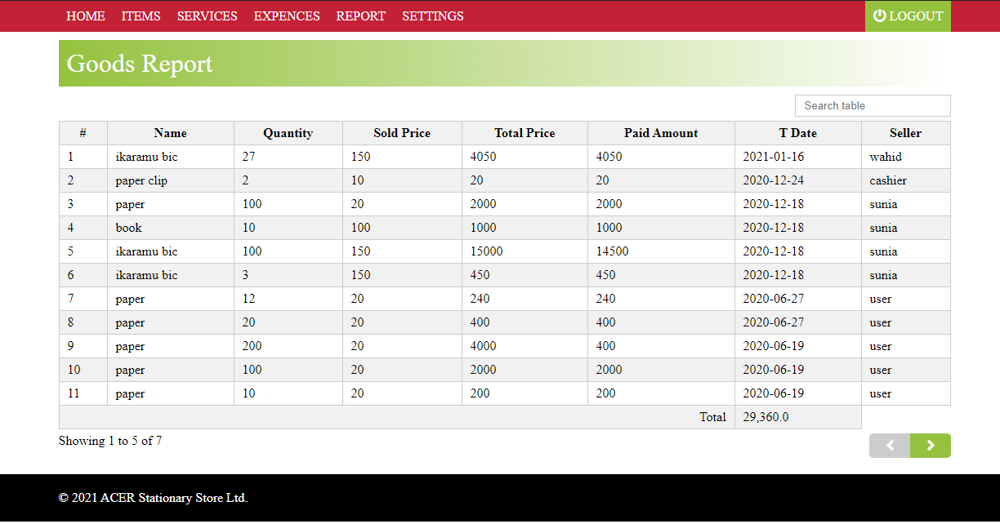 HOME ITEMS SERVICES EXPENCES REPORT SETTINGS LOGOUT
Goods Report
Search table
# Name Quantity Sold Price Total Price Paid Amount T Date Seller
1 ikaramu bic 27 150 4050 4050 2021-01-16 wahid
2 paper clip 2 10 20 20 2020-12-24 cashier
3 paper 100 20 2000 2000 2020-12-18 sunia
4 book 10 100 1000 1000 2020-12-18 sunia
5 ikaramu bic 100 150 15000 14500 2020-12-18 sunia
6 ikaramu bic 3 150 450 450 2020-12-18 sunia
7 paper 12 20 240 240 2020-06-27 user
8 paper 20 20 400 400 2020-06-27 user
9 paper 200 20 4000 400 2020-06-19 user
10 paper 100 20 2000 2000 2020-06-19 user
11 paper 10 20 200 200 2020-06-19 user
Total 29,360.0
Showing 1 to 5 of 7
© 2021 ACER Stationary Store Ltd.